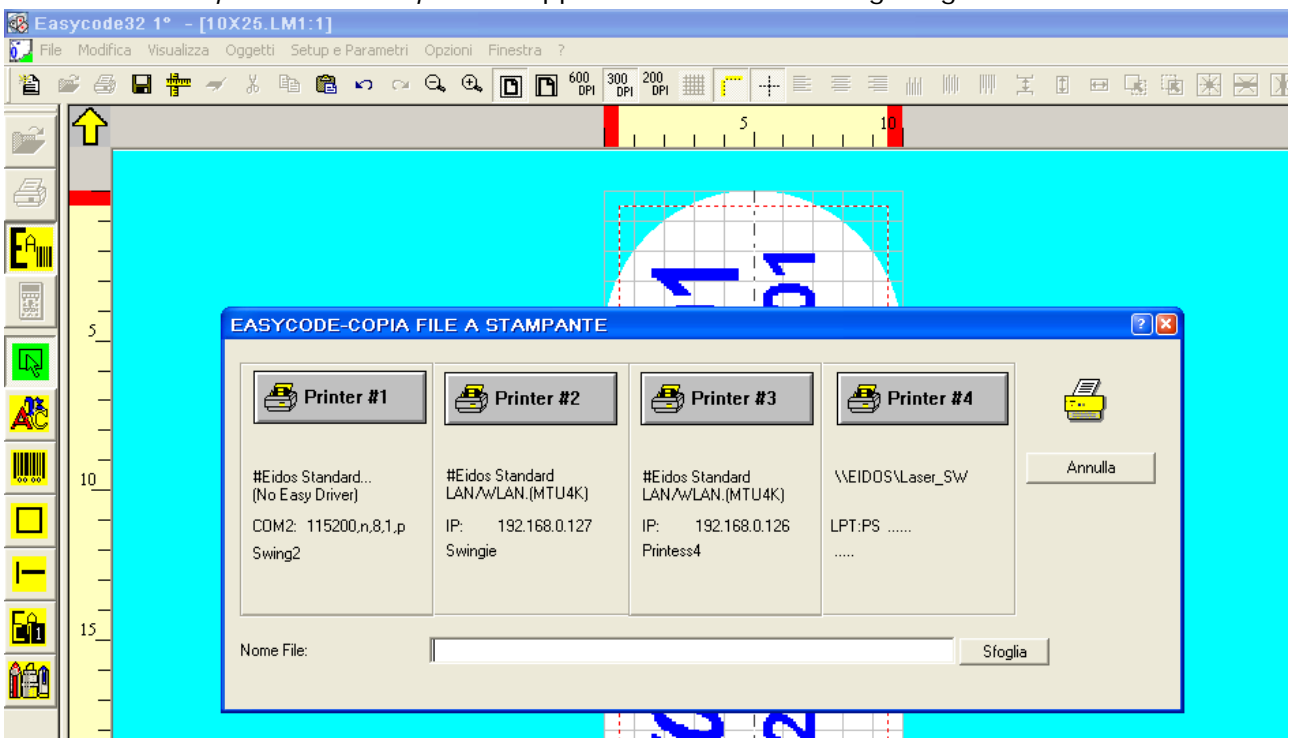 Easycode32 1° - [10X25.LM1:1]
File Modifica Visualizza Oggetti Setup e Parametri Opzioni Finestra ?
600 DPI 300 DPI 200 DPI
5 10
5
10
15
EASYCODE-COPIA FILE A STAMPANTE
Printer #1 Printer #2 Printer #3 Printer #4
#Eidos Standard... #Eidos Standard #Eidos Standard \\EIDOS\Laser_SW Annulla
(No Easy Driver) LAN/WLAN.(MTU4K) LAN/WLAN.(MTU4K)
COM2: 115200,n,8,1,p IP: 192.168.0.127 IP: 192.168.0.126 LPT:PS ......
Swing2 Swingie Printess4 .....
Nome File: Sfoglia